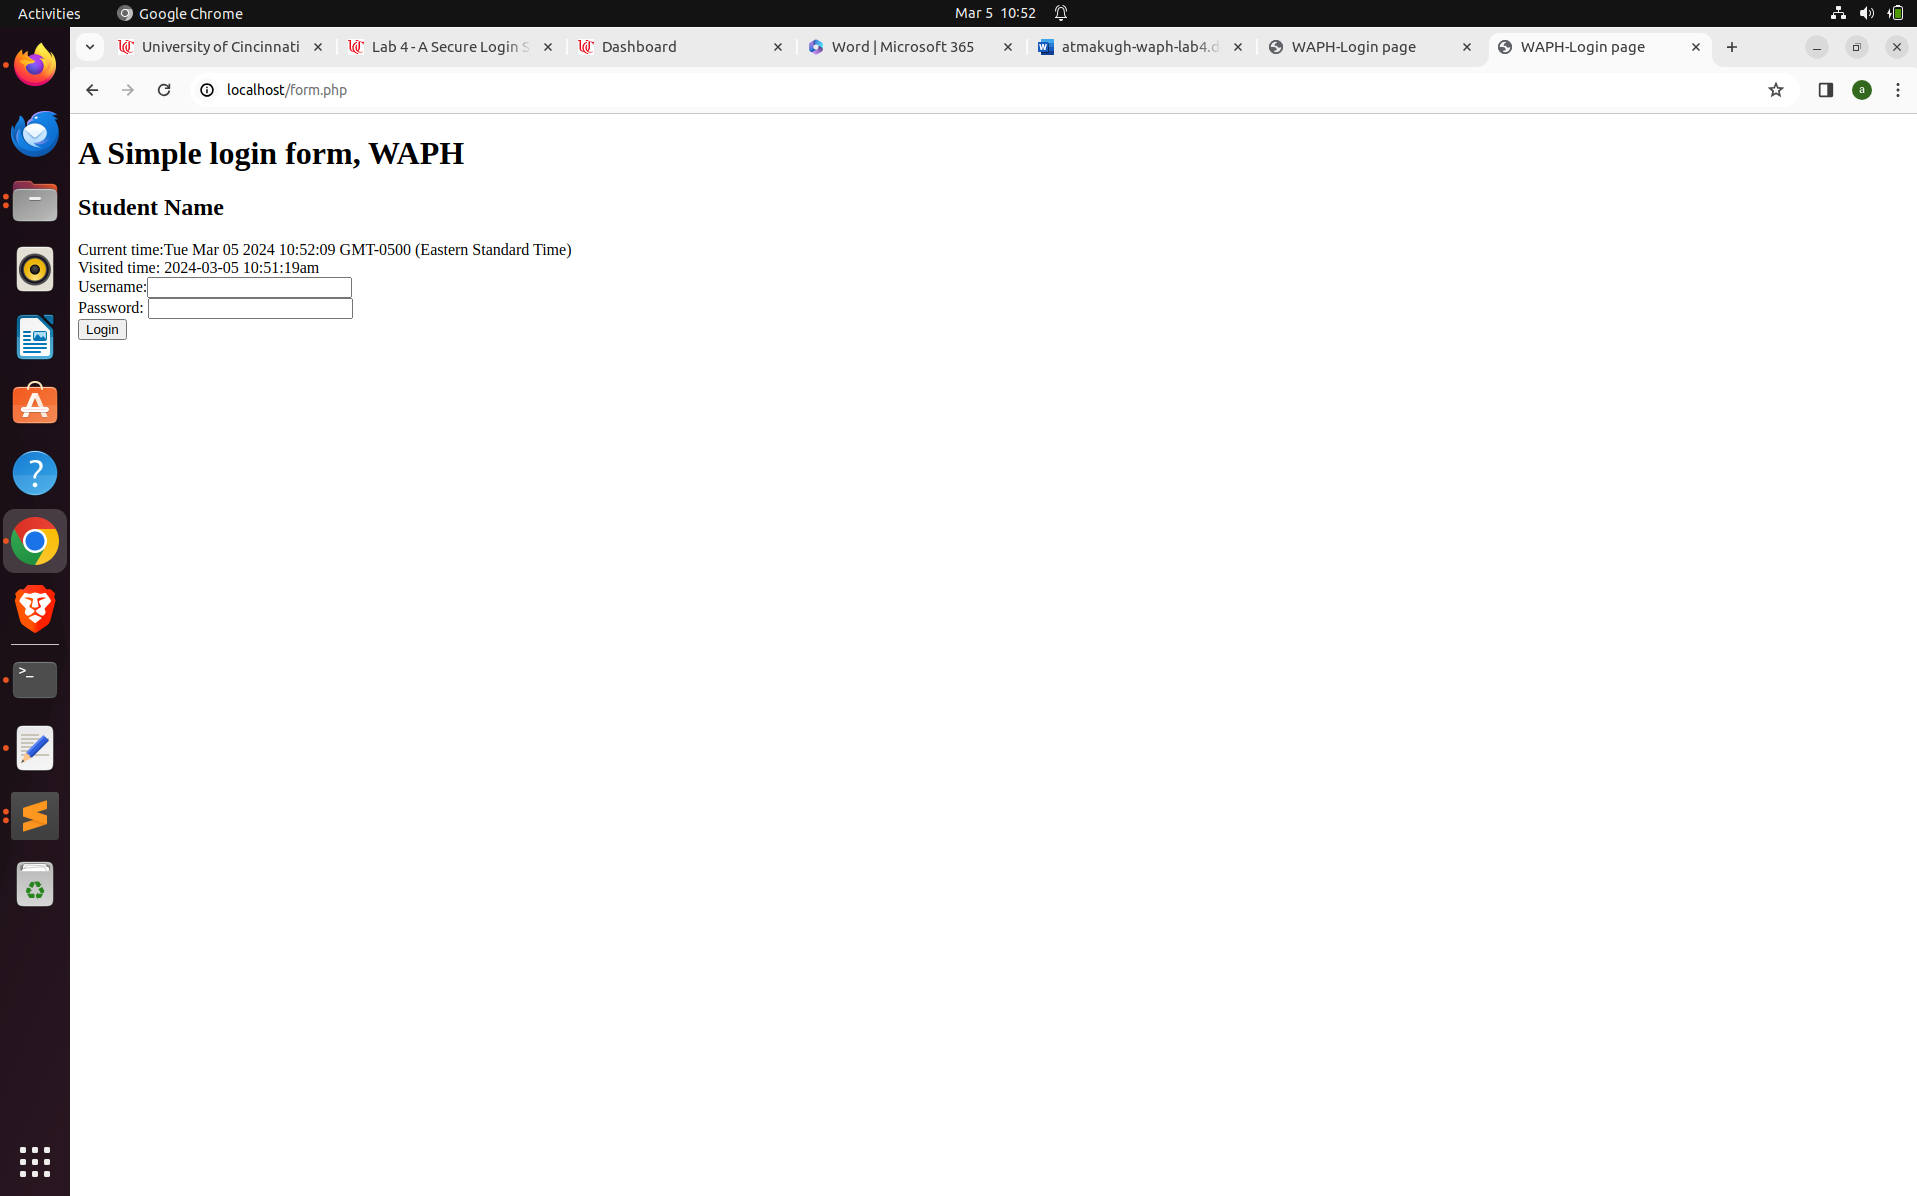 Activities Google Chrome Mar 5 10:52
University of Cincinnati Lab 4 - A Secure Login S Dashboard Word | Microsoft 365 atmakugh-waph-lab4.d WAPH-Login page WAPH-Login page
localhost/form.php a
A Simple login form, WAPH
Student Name
Current time:Tue Mar 05 2024 10:52:09 GMT-0500 (Eastern Standard Time)
Visited time: 2024-03-05 10:51:19am
Username:
Password:
Login